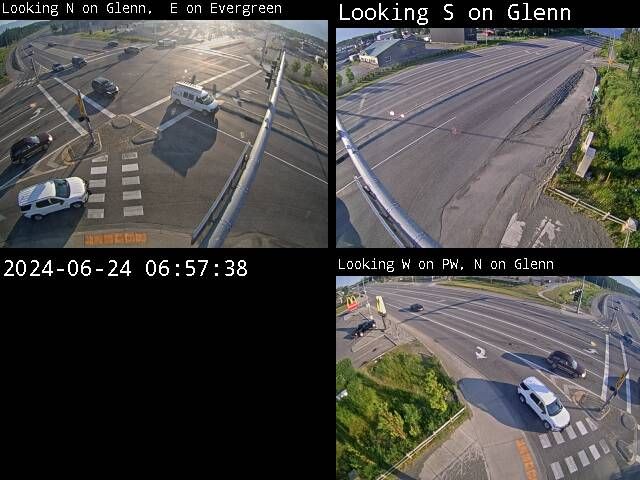 Looking N on Glenn, E on Evergreen
Looking S on Glenn
2024-06-24 06:57:38
Looking W on PW, N on Glenn